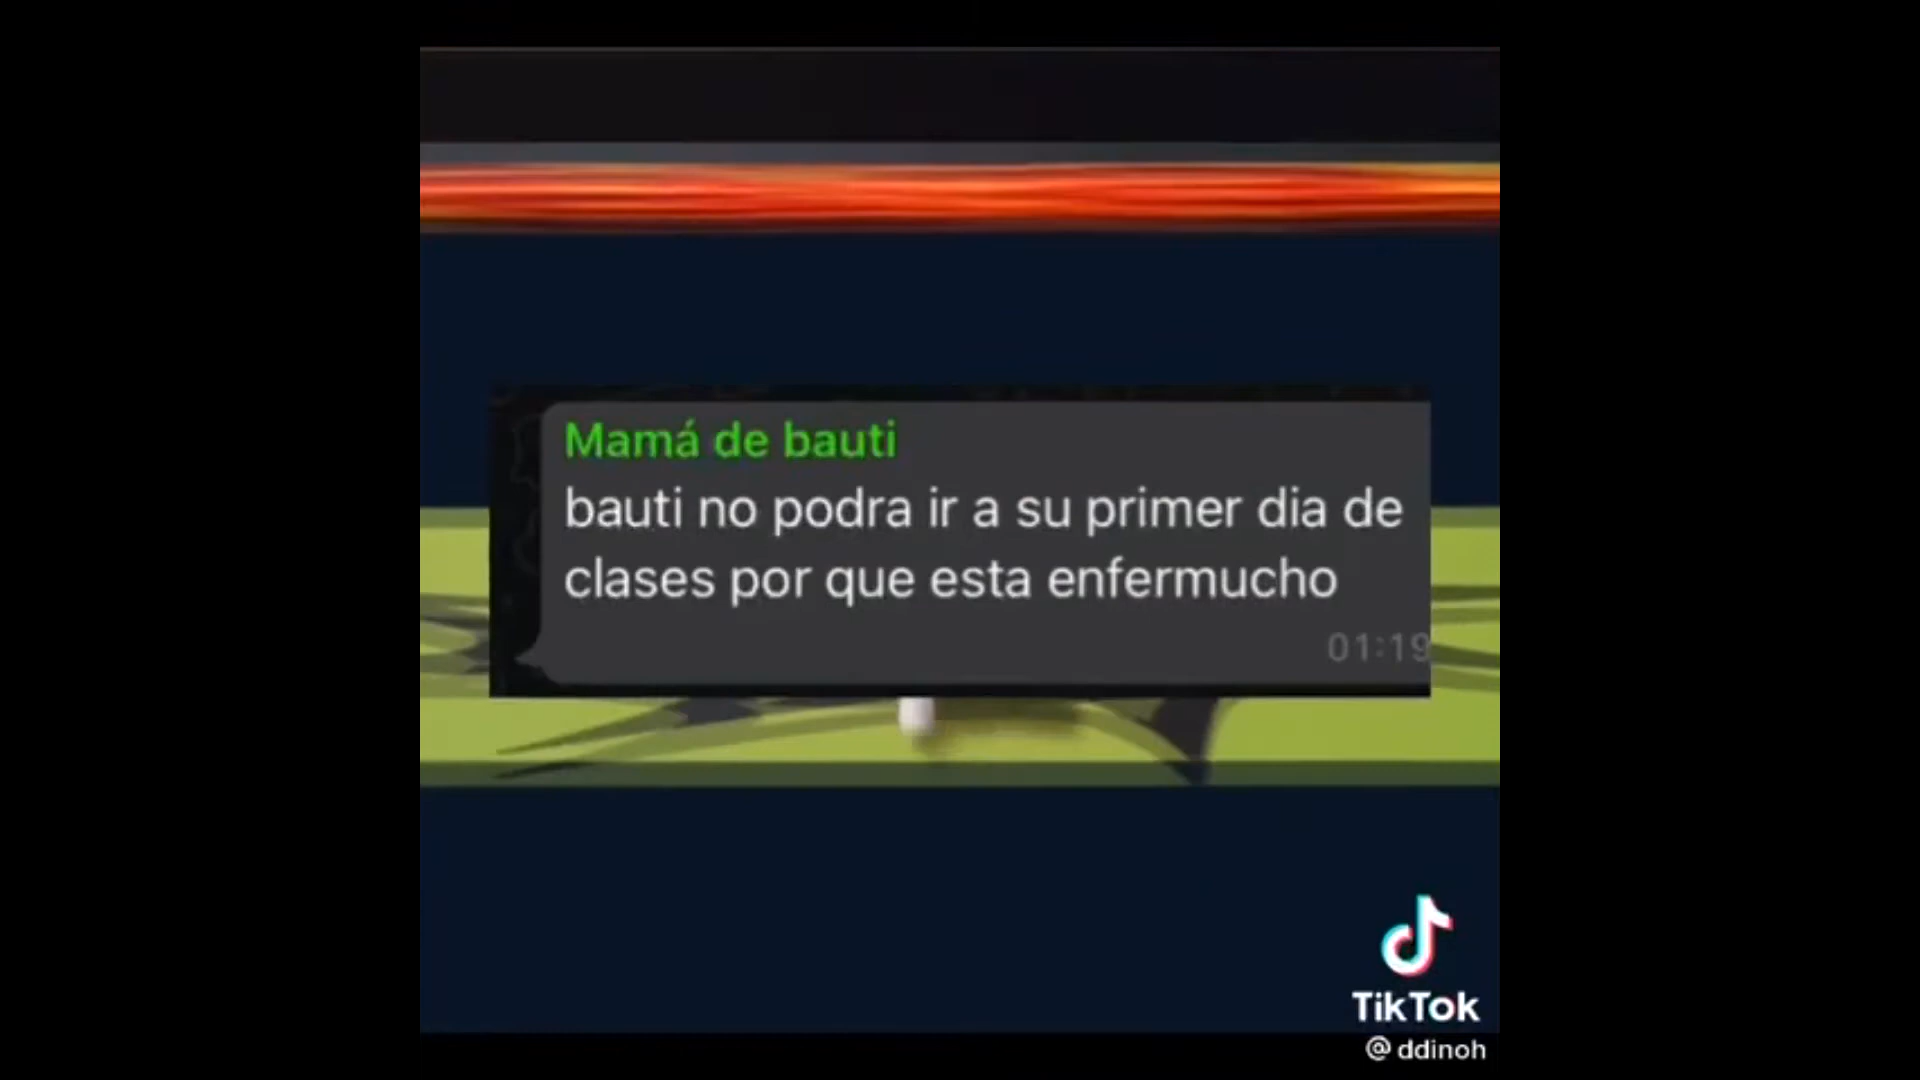 Mamá de bauti
bauti no podra ir a su primer dia de
clases por que esta enfermucho
01:19
TikTok
@ddinoh